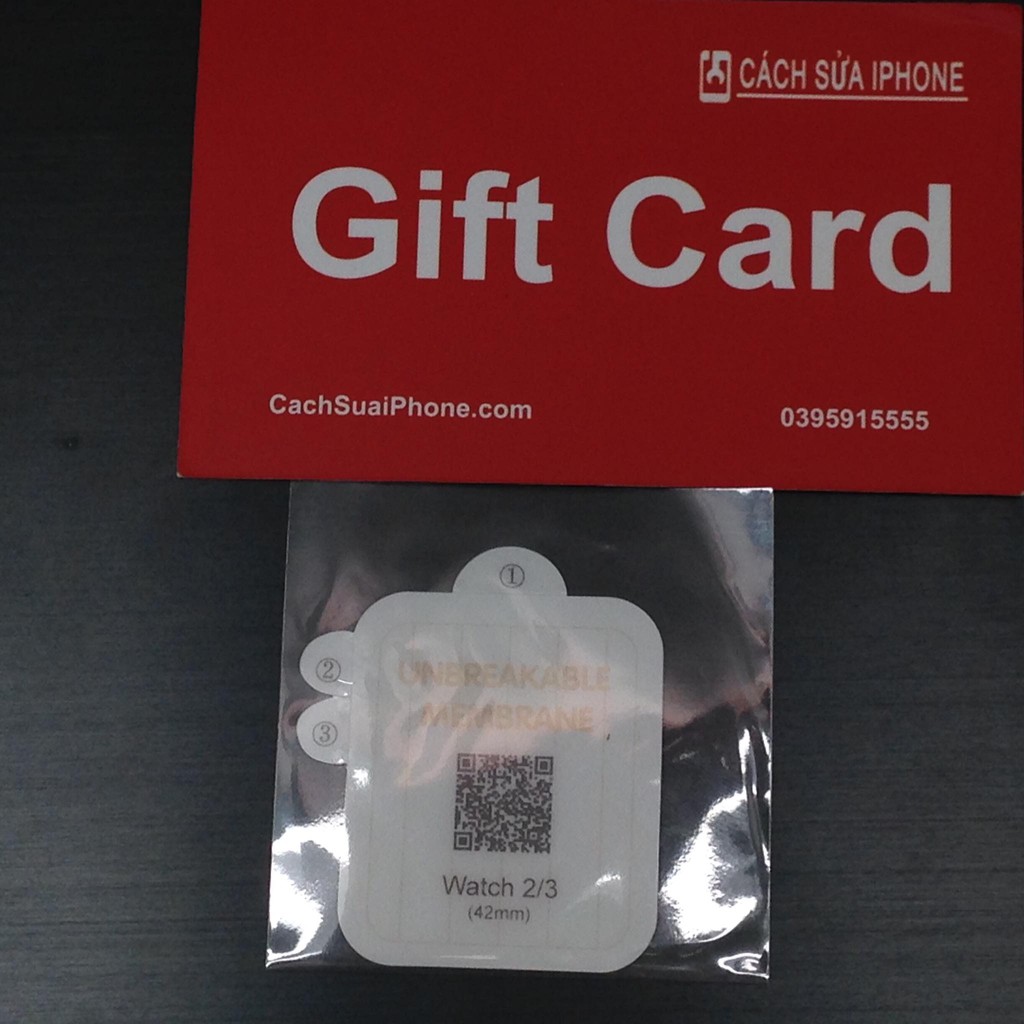 CÁCH SỬA IPHONE
Gift Card
CachSuaiPhone.com
0395915555
①
②
UNBREAKABLE
MEMBRANE
③
Watch 2/3
(42mm)